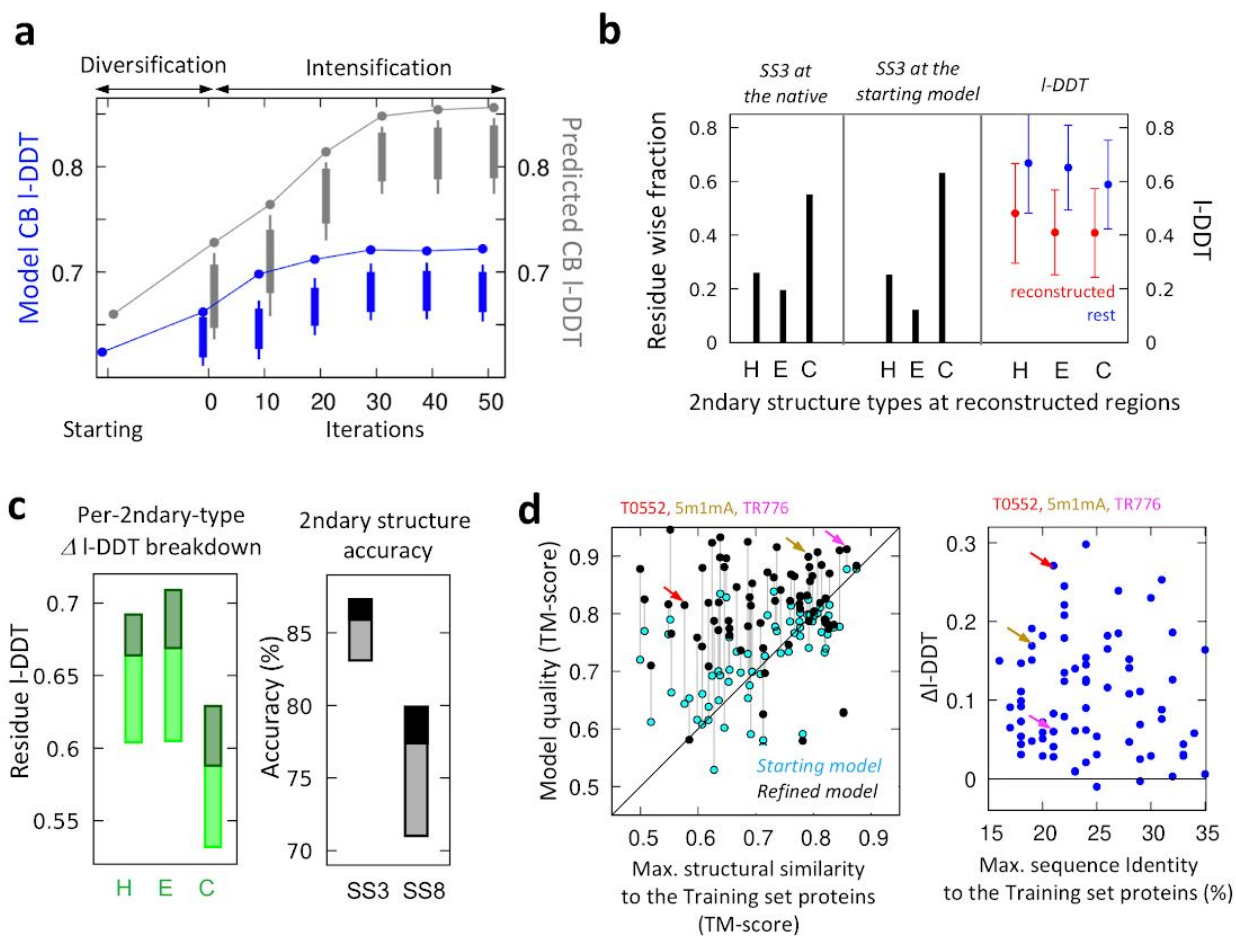 a
Diversification Intensification
Model CB l-DDT
0.8
0.7
Predicted CB l-DDT
0.8
0.7
0 10 20 30 40 50
Starting Iterations
b
SS3 at the native
SS3 at the starting model
l-DDT
Residue wise fraction
0.8
0.6
0.4
0.2
0
0.8
0.6
0.4
0.2
0
l-DDT
reconstructed
rest
H E C H E C H E C
2ndary structure types at reconstructed regions
c
Per-2ndary-type
Δ l-DDT breakdown
Residue l-DDT
0.7
0.65
0.6
0.55
H E C
2ndary structure
accuracy
Accuracy (%)
85
80
75
70
SS3 SS8
d
T0552, 5m1mA, TR776
Model quality (TM-score)
0.9
0.8
0.7
0.6
0.5
Starting model
Refined model
0.5 0.6 0.7 0.8 0.9
Max. structural similarity
to the Training set proteins
(TM-score)
T0552, 5m1mA, TR776
Δl-DDT
0.3
0.2
0.1
0
15 20 25 30 35
Max. sequence Identity
to the Training set proteins (%)